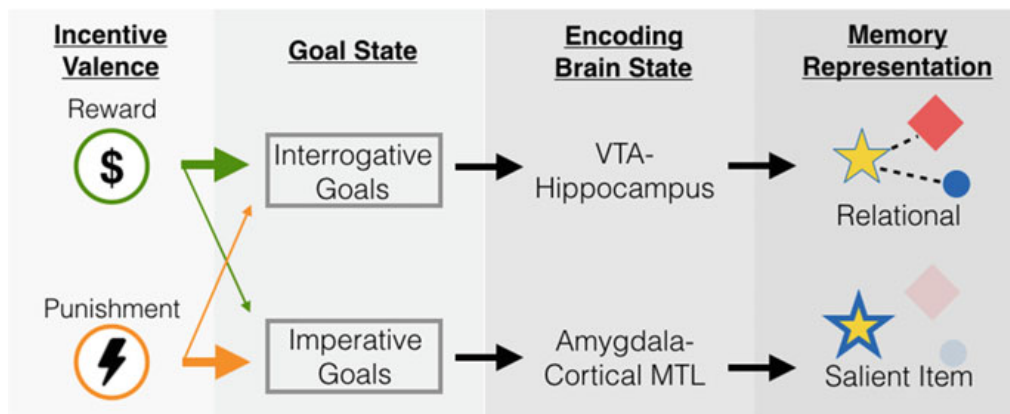 Incentive
Valence
Goal State
Encoding
Brain State
Memory
Representation
Reward
$
Interrogative
Goals
VTA-
Hippocampus
Relational
Punishment
Imperative
Goals
Amygdala-
Cortical MTL
Salient Item